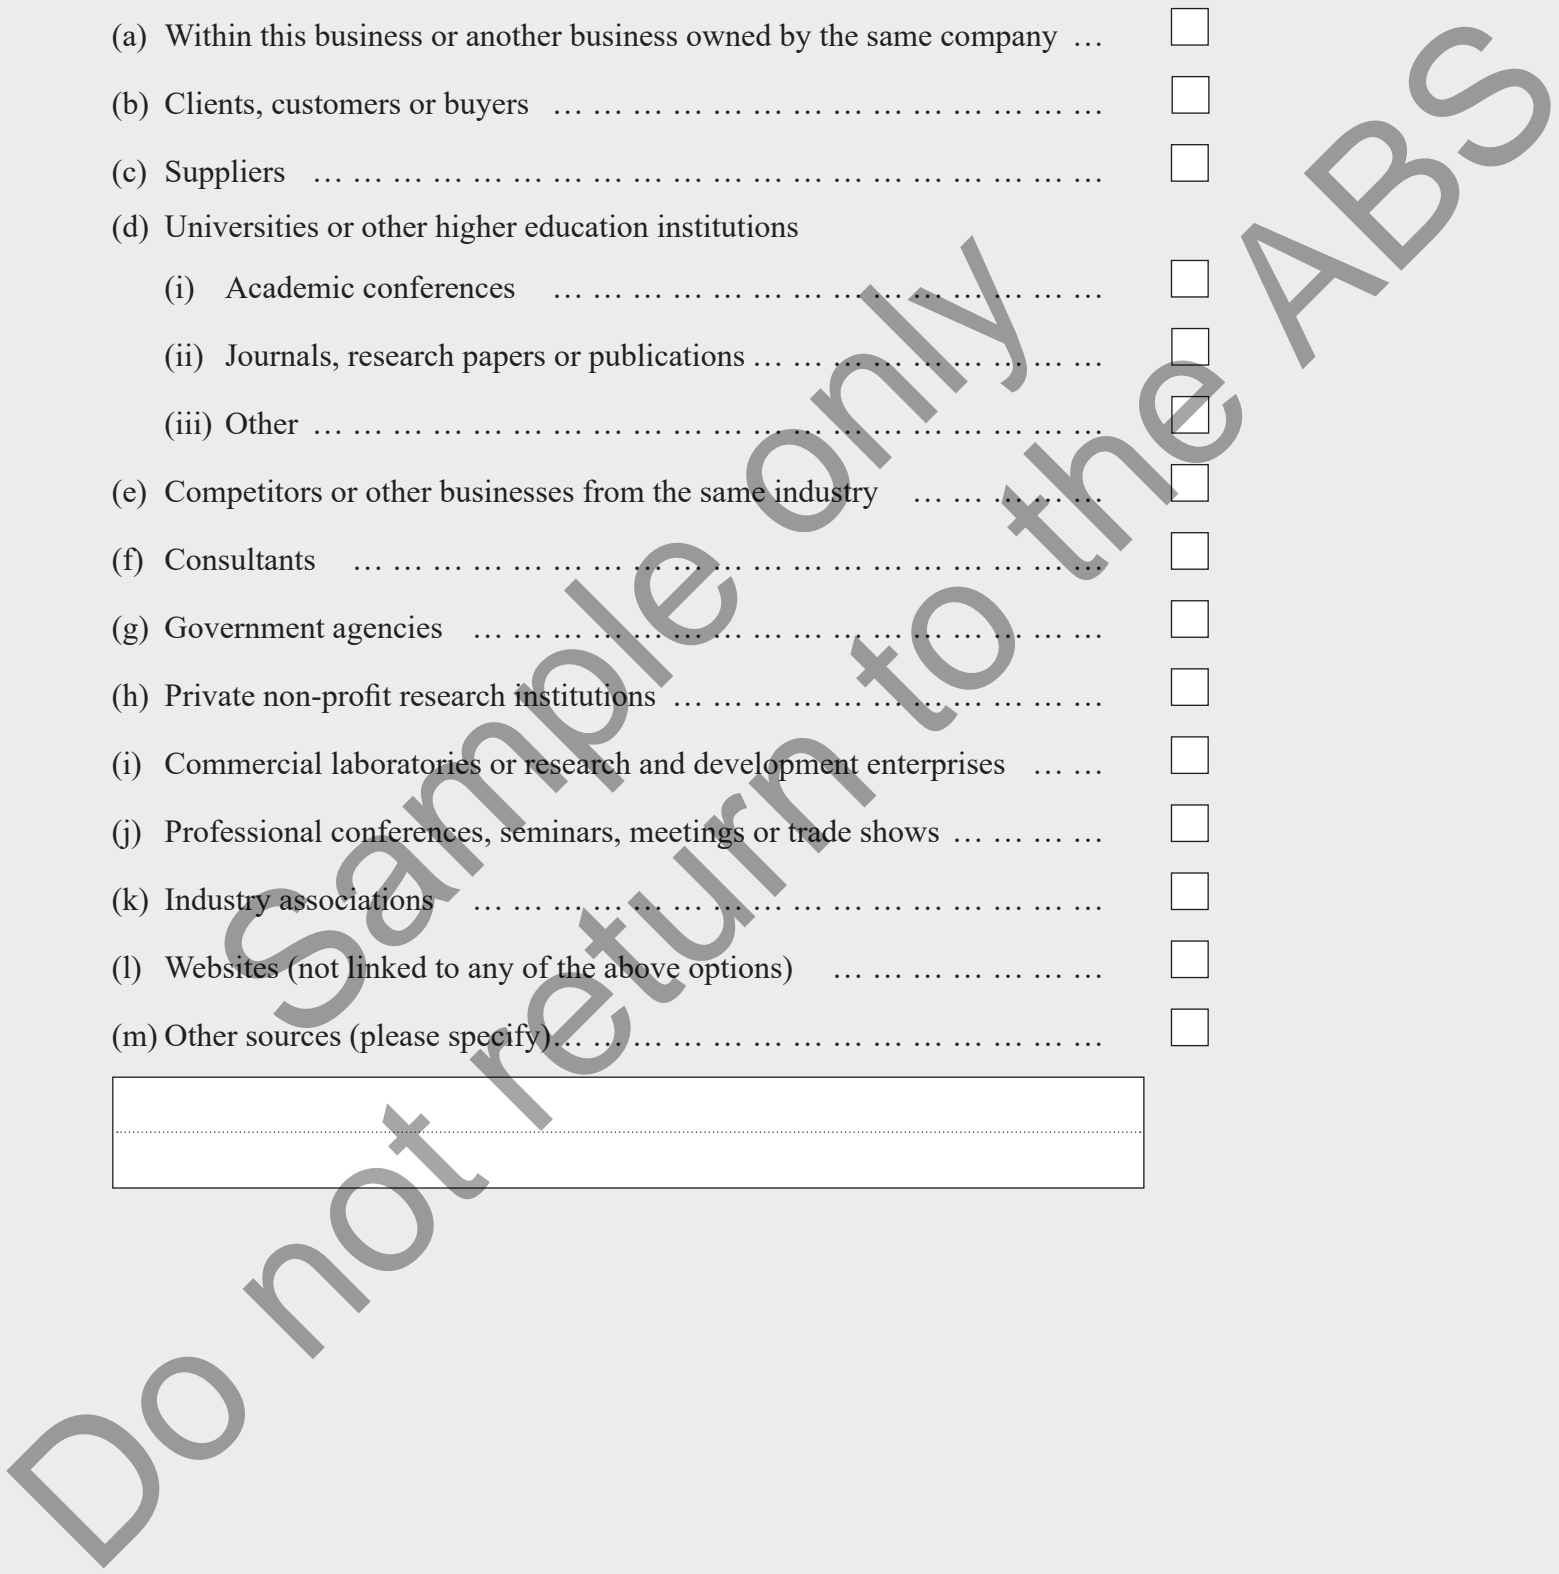 (a) Within this business or another business owned by the same company ...
(b) Clients, customers or buyers ... ... ... ... ... ... ... ... ... ... ... ... ... ...
(c) Suppliers ... ... ... ... ... ... ... ... ... ... ... ... ... ... ... ... ... ... ... ...
(d) Universities or other higher education institutions
(i) Academic conferences ... ... ... ... ... ... ... ... ... ... ... ... ... ...
(ii) Journals, research papers or publications ... ... ... ... ... ... ... ... ...
(iii) Other ... ... ... ... ... ... ... ... ... ... ... ... ... ... ... ... ... ... ... ...
(e) Competitors or other businesses from the same industry ... ... ... ... ...
(f) Consultants ... ... ... ... ... ... ... ... ... ... ... ... ... ... ... ... ... ... ...
(g) Government agencies ... ... ... ... ... ... ... ... ... ... ... ... ... ... ... ...
(h) Private non-profit research institutions ... ... ... ... ... ... ... ... ... ... ...
(i) Commercial laboratories or research and development enterprises ... ...
(j) Professional conferences, seminars, meetings or trade shows ... ... ... ...
(k) Industry associations ... ... ... ... ... ... ... ... ... ... ... ... ... ... ... ...
(l) Websites (not linked to any of the above options) ... ... ... ... ... ... ...
(m) Other sources (please specify)... ... ... ... ... ... ... ... ... ... ... ... ... ...
Sample only
Do not return to the ABS